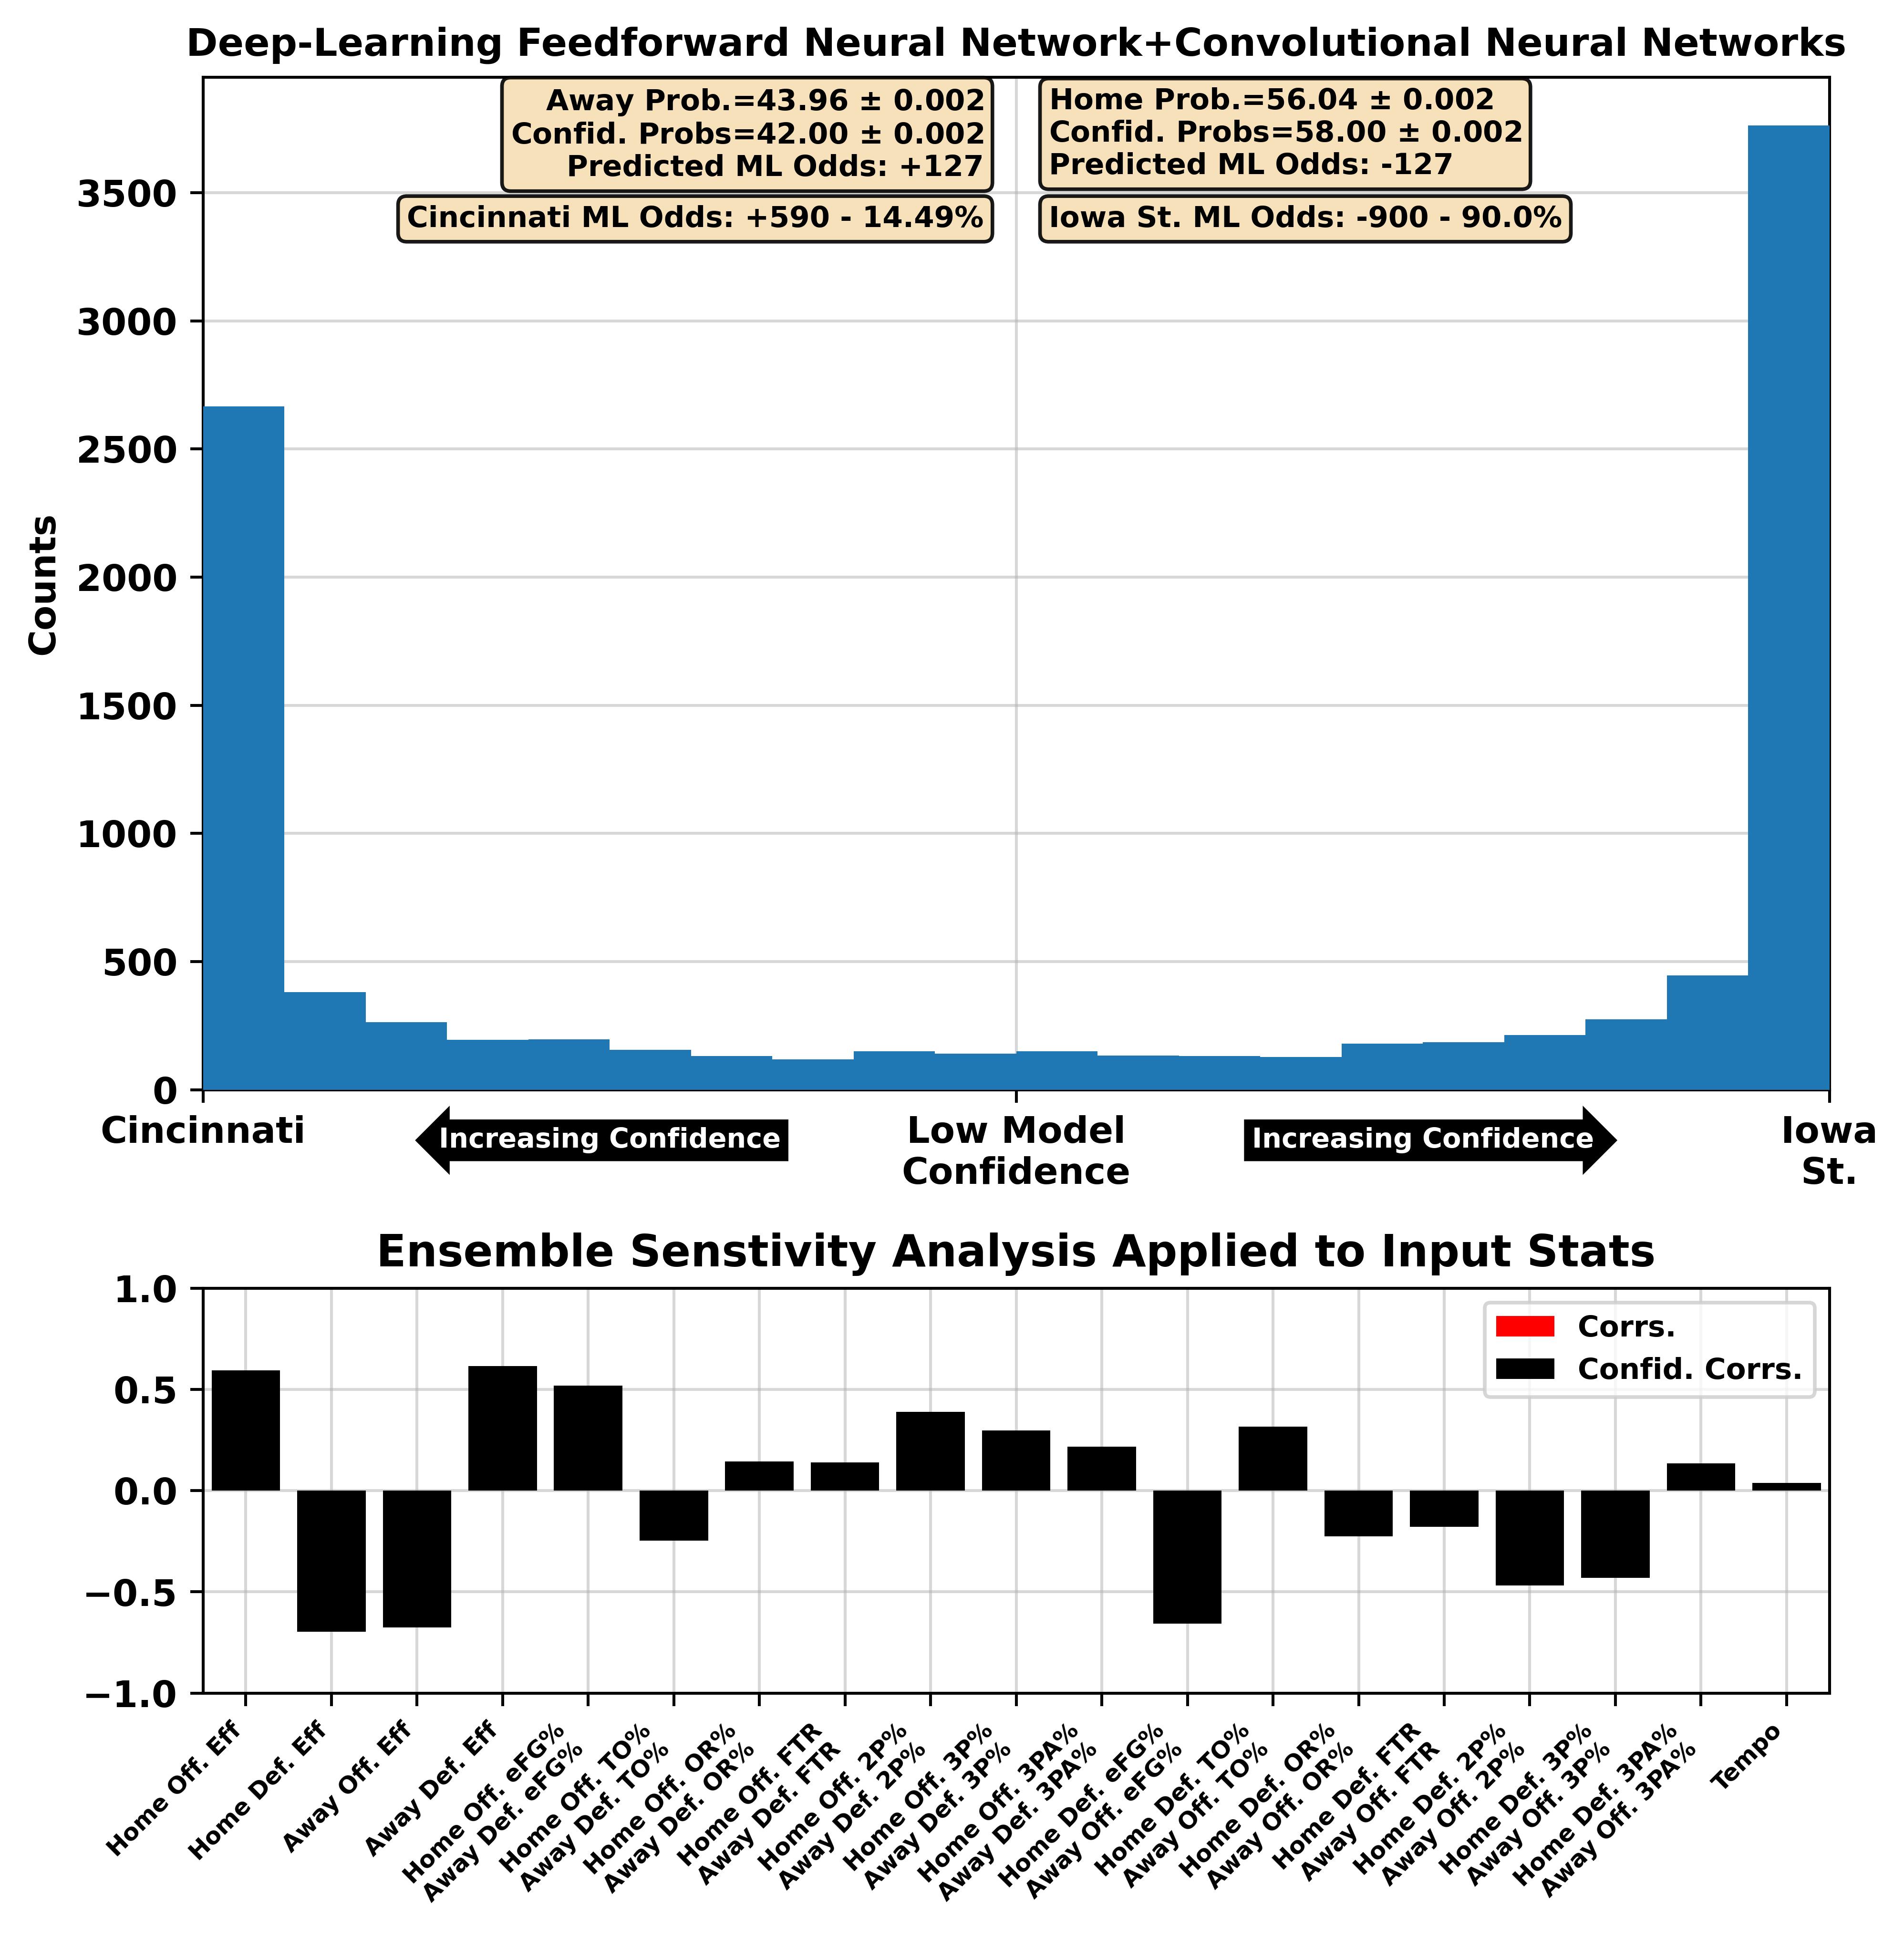 Deep-Learning Feedforward Neural Network+Convolutional Neural Networks
Away Prob.=43.96 ± 0.002
Confid. Probs=42.00 ± 0.002
Predicted ML Odds: +127
Home Prob.=56.04 ± 0.002
Confid. Probs=58.00 ± 0.002
Predicted ML Odds: -127
Cincinnati ML Odds: +590 - 14.49%
Iowa St. ML Odds: -900 - 90.0%
Counts
3500
3000
2500
2000
1500
1000
500
0
Cincinnati
Increasing Confidence
Low Model
Confidence
Increasing Confidence
Iowa
St.
Ensemble Senstivity Analysis Applied to Input Stats
Corrs.
Confid. Corrs.
1.0
0.5
0.0
−0.5
−1.0
Home Off. Eff
Home Def. Eff
Away Off. Eff
Away Def. Eff
Home Off. eFG%
Away Def. eFG%
Home Off. TO%
Away Def. TO%
Home Off. OR%
Away Def. OR%
Home Off. FTR
Away Def. FTR
Home Off. 2P%
Away Def. 2P%
Home Off. 3P%
Away Def. 3P%
Home Off. 3PA%
Away Def. 3PA%
Home Def. eFG%
Away Off. eFG%
Home Def. TO%
Away Off. TO%
Home Def. OR%
Away Off. OR%
Home Def. FTR
Away Off. FTR
Home Def. 2P%
Away Off. 2P%
Home Def. 3P%
Away Off. 3P%
Home Def. 3PA%
Away Off. 3PA%
Tempo